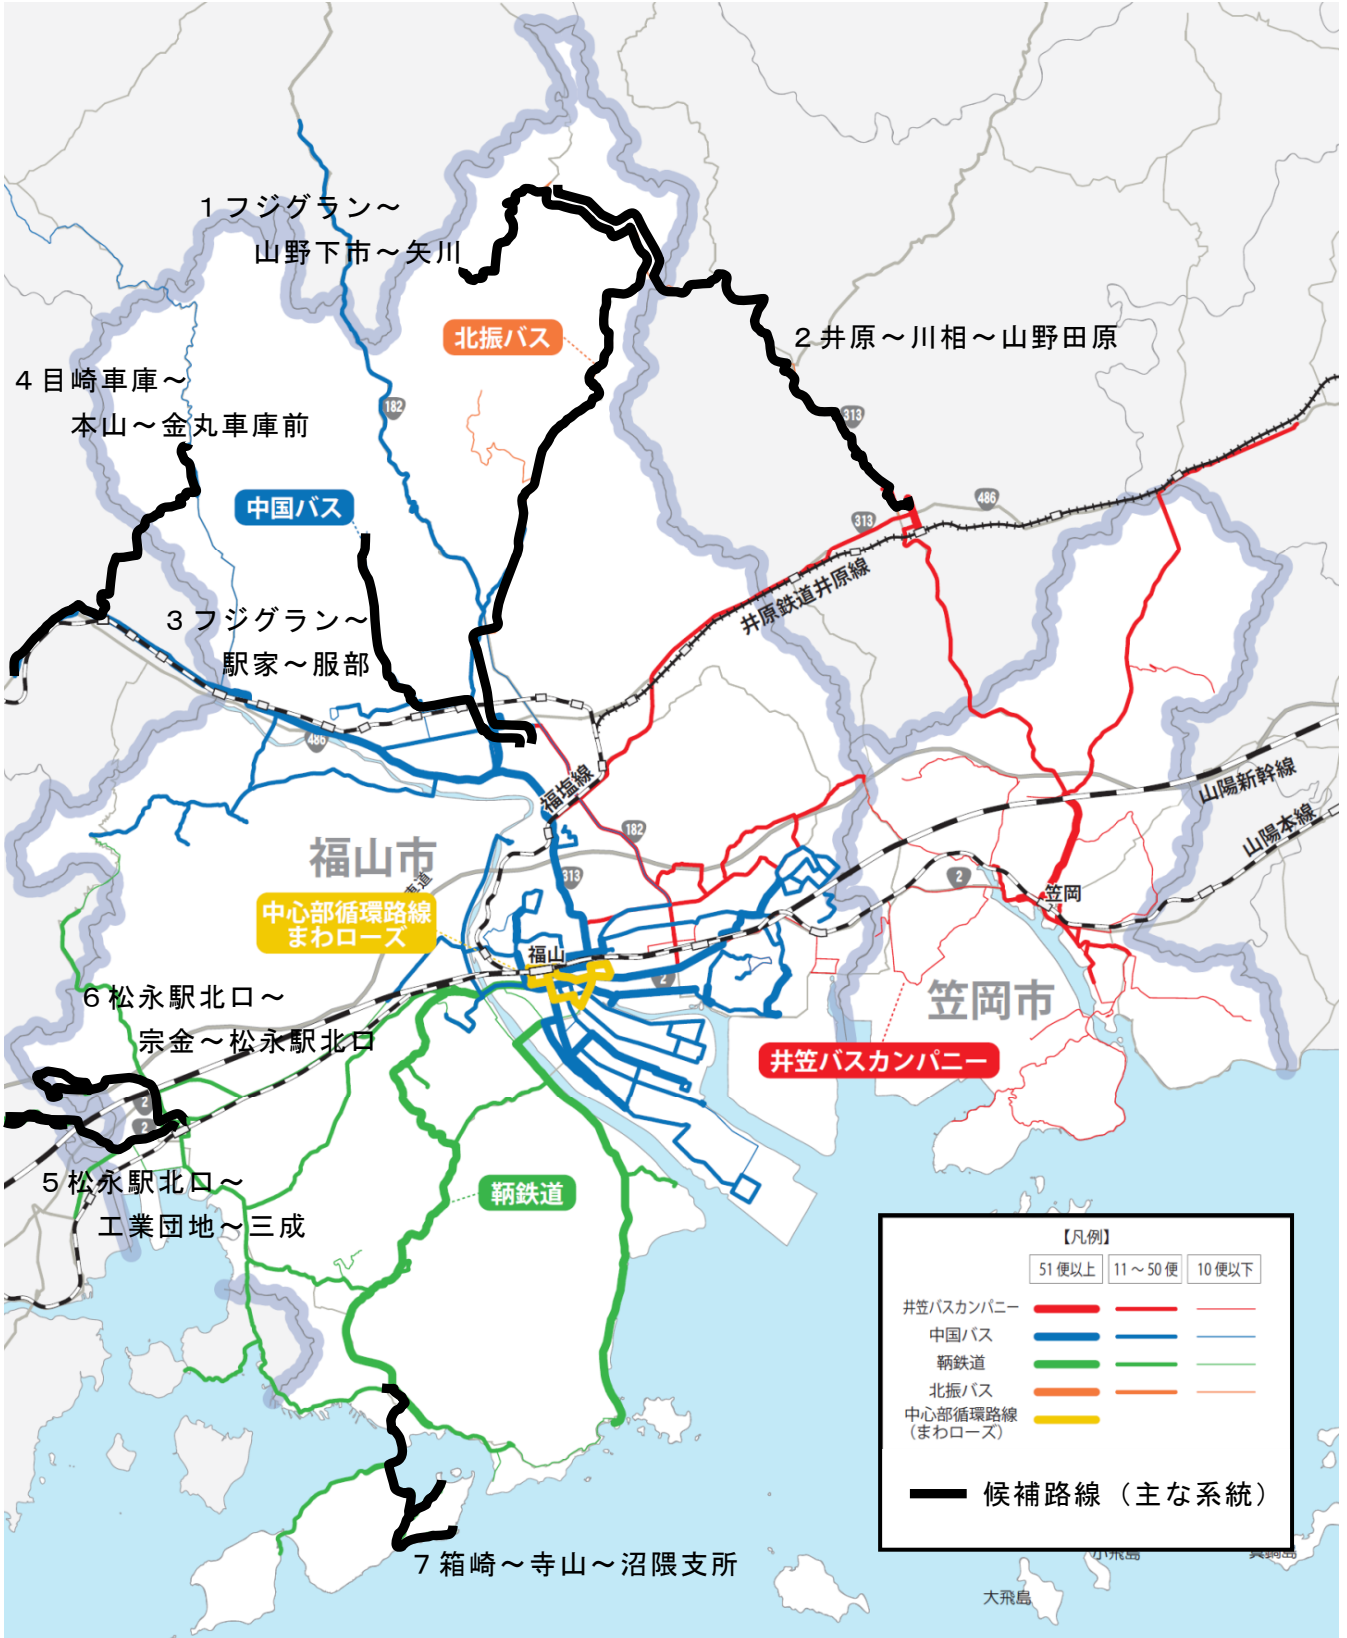 1フジグラン～
山野下市～矢川
北振バス
2井原～川相～山野田原
4目崎車庫～
本山～金丸車庫前
182
313
中国バス
486
313
井原鉄道井原線
3フジグラン～
駅家～服部
486
福塩線
山陽新幹線
山陽本線
182
福山市
313
2
笠岡
中心部循環路線
まわローズ
福山
2
笠岡市
6松永駅北口～
宗金～松永駅北口
井笠バスカンパニー
2
2
5松永駅北口～
工業団地～三成
鞆鉄道
【凡例】
51便以上 11～50便 10便以下
井笠バスカンパニー
中国バス
鞆鉄道
北振バス
中心部循環路線
(まわローズ)
候補路線（主な系統）
7箱崎～寺山～沼隈支所
大飛島